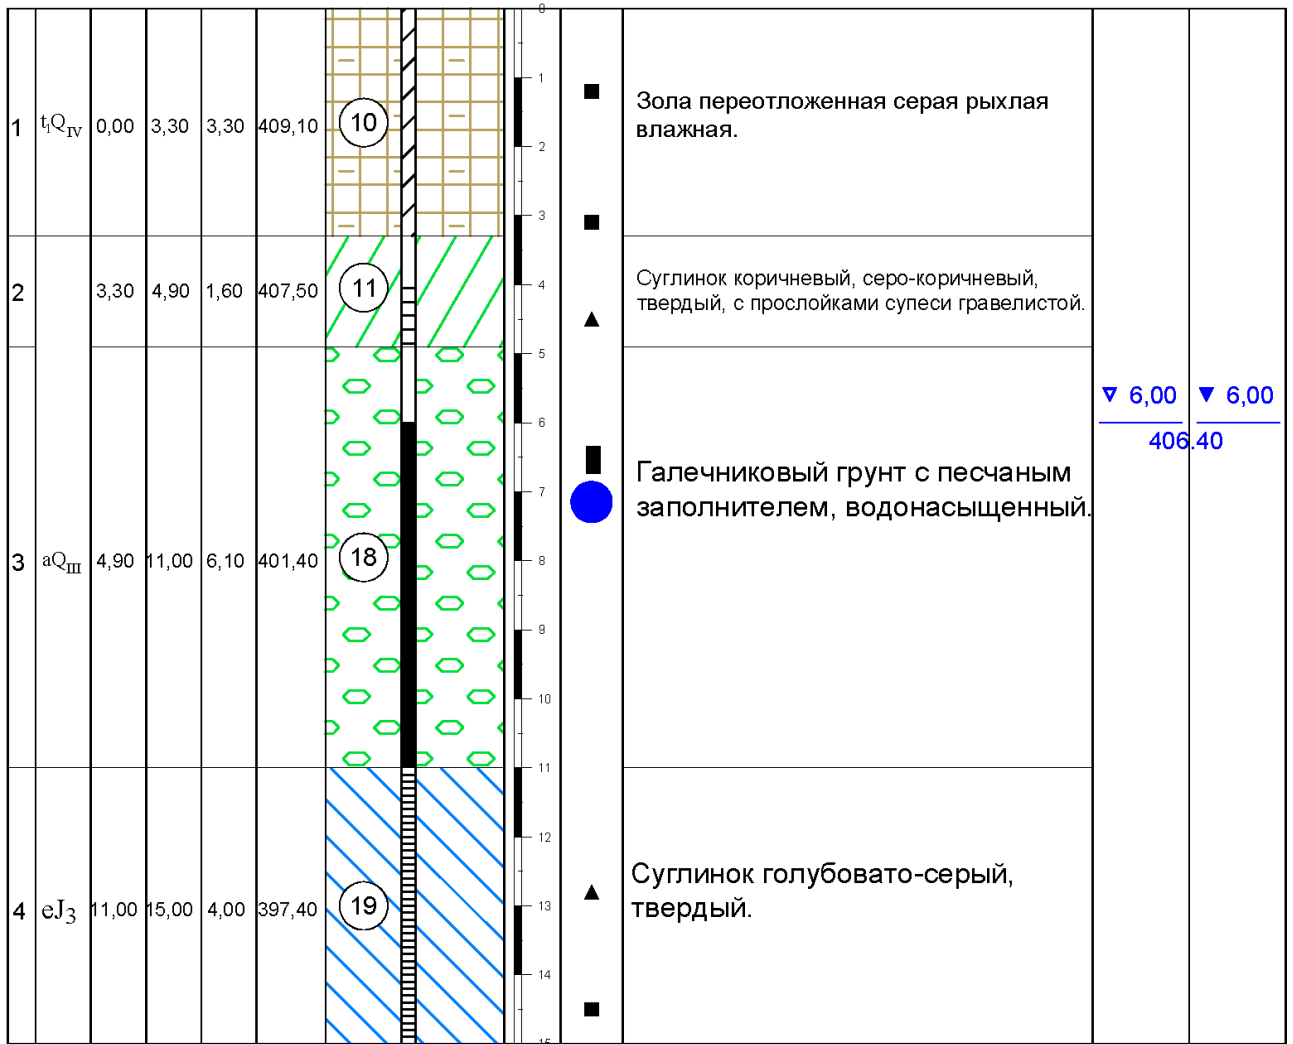 0
1
2
3
4
5
6
7
8
9
10
11
12
13
14
15
1 t₁Q_IV 0,00 3,30 3,30 409,10 10 Зола переотложенная серая рыхлая
влажная.
2 3,30 4,90 1,60 407,50 11 Суглинок коричневый, серо-коричневый,
твердый, с прослойками супеси гравелистой.
6,00 6,00
406.40
3 aQ_III 4,90 11,00 6,10 401,40 18 Галечниковый грунт с песчаным
заполнителем, водонасыщенный.
4 eJ₃ 11,00 15,00 4,00 397,40 19 Суглинок голубовато-серый,
твердый.